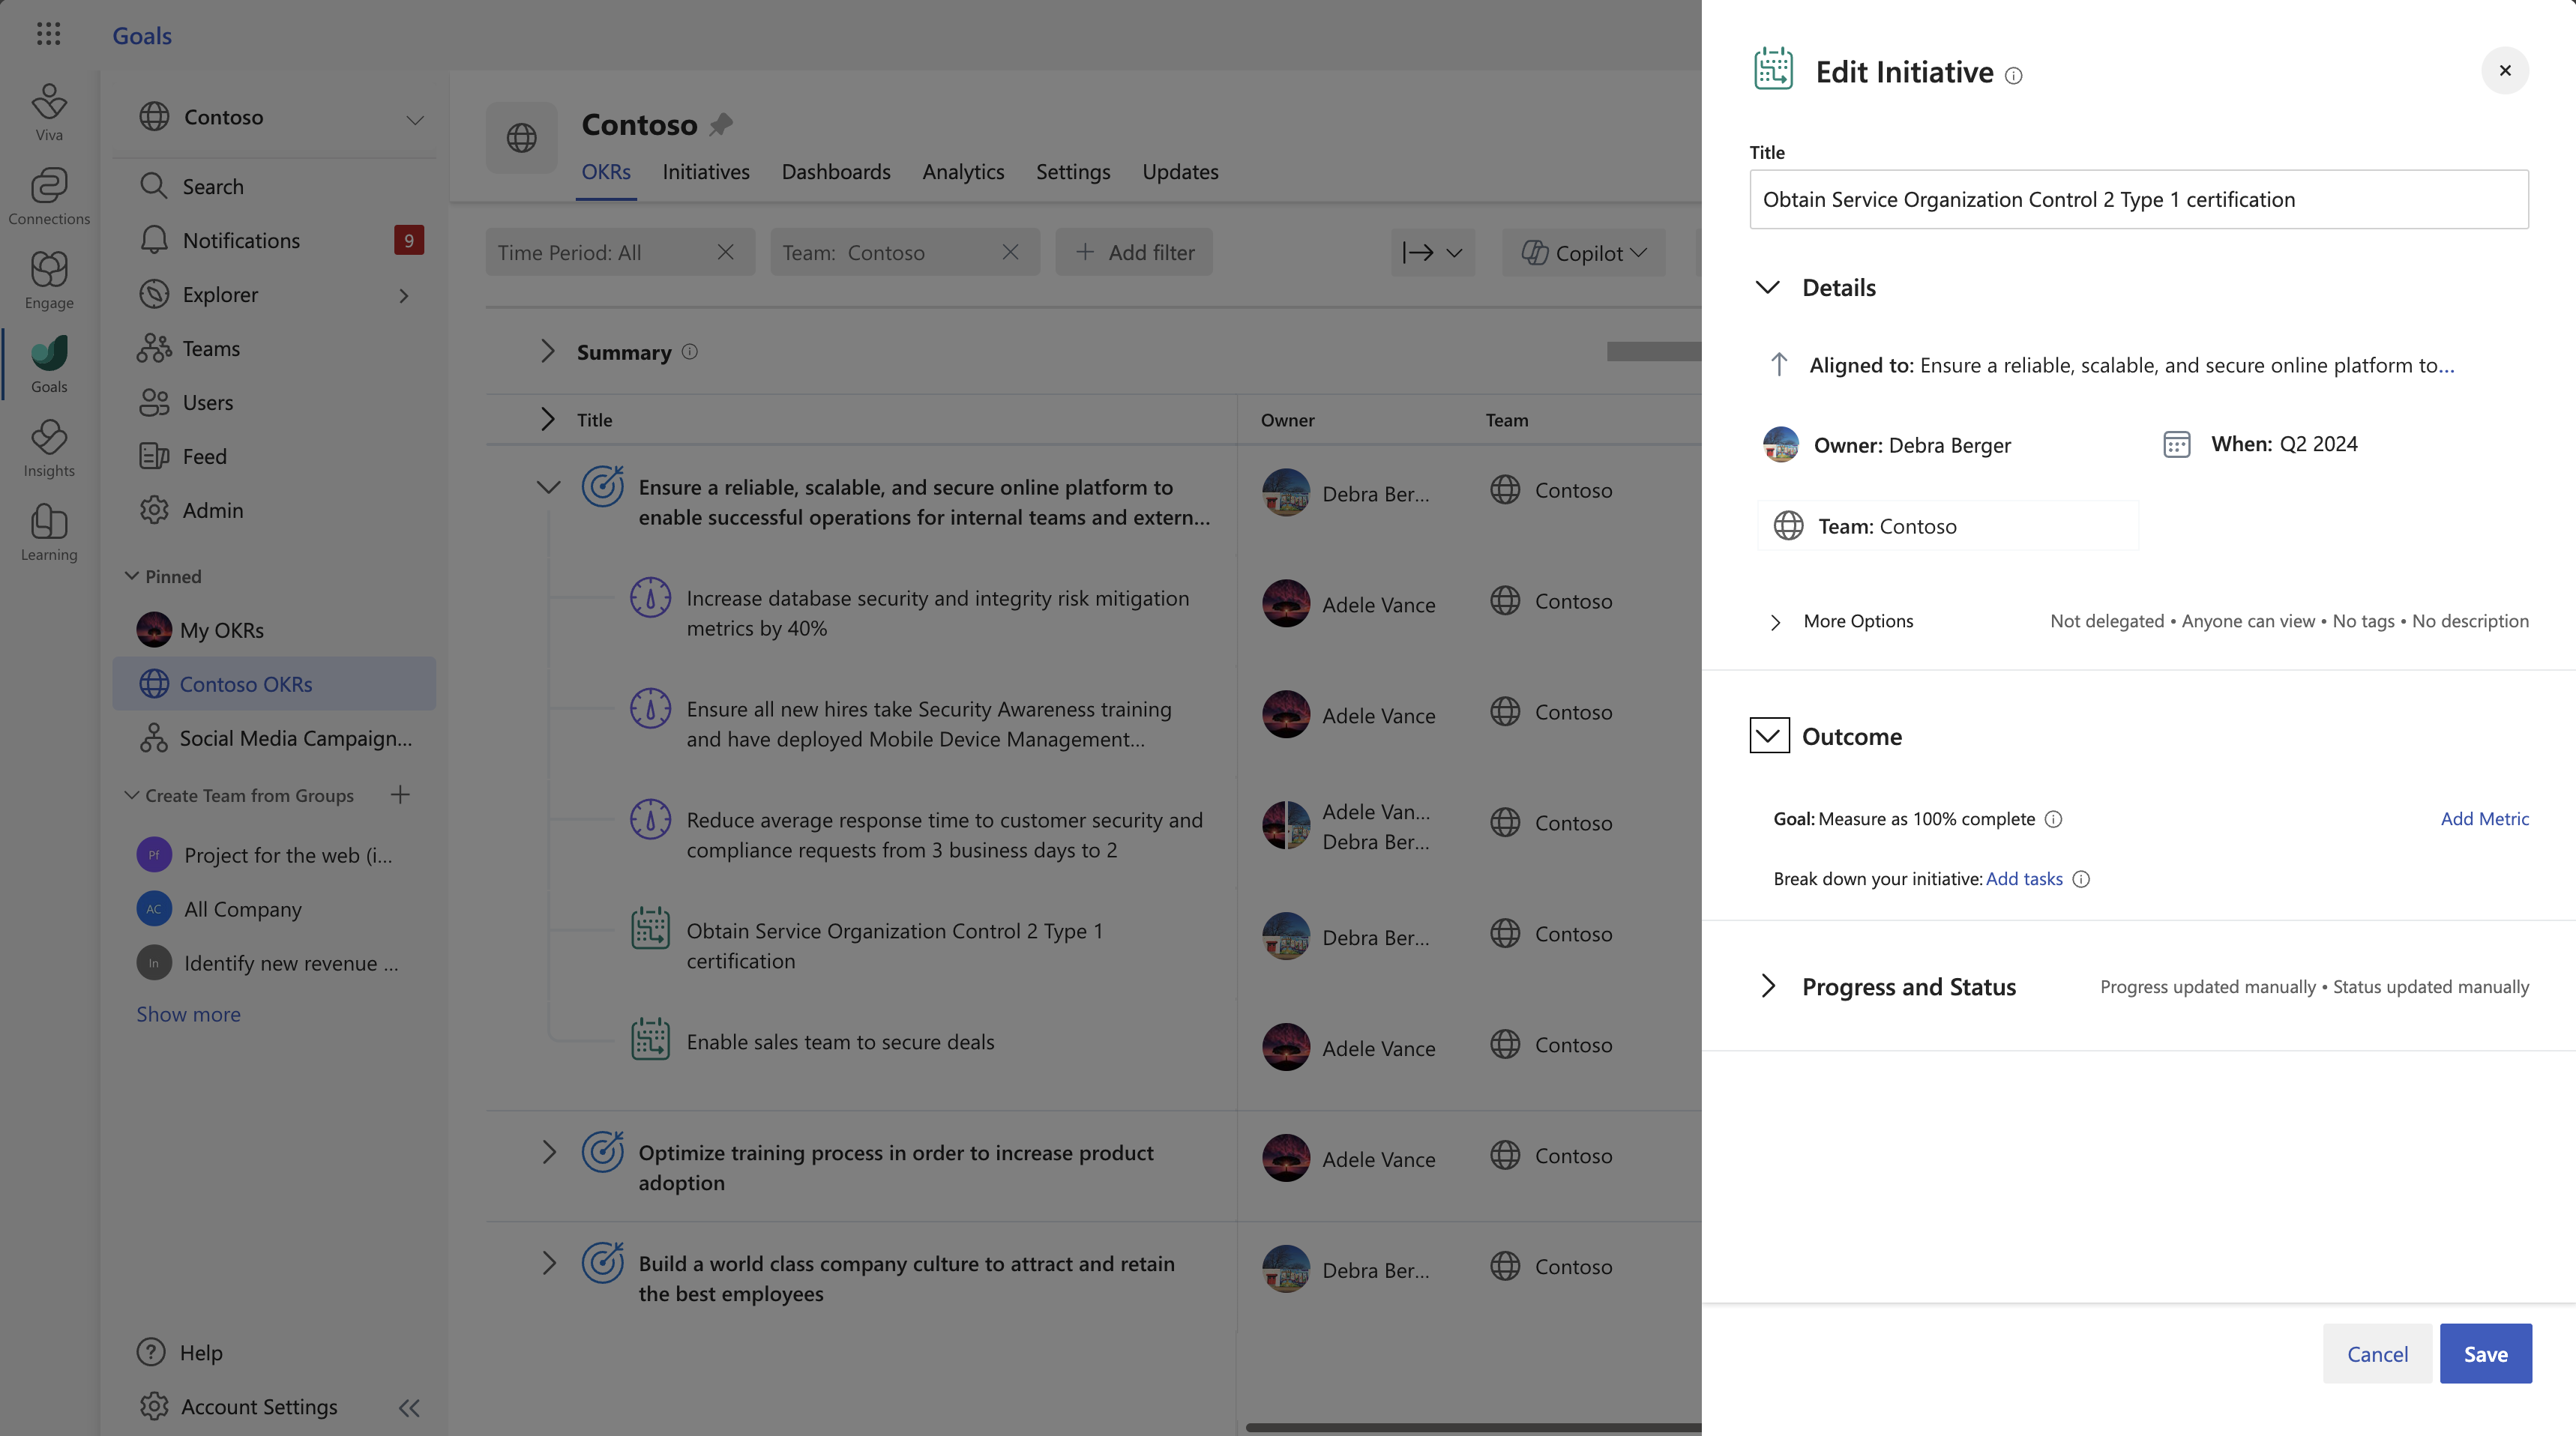 Goals
Viva
Connections
Engage
Goals
Insights
Learning
Contoso
Search
Notifications 9
Explorer
Teams
Users
Feed
Admin
Pinned
My OKRs
Contoso OKRs
Social Media Campaign...
Create Team from Groups
Pf Project for the web (i...
AC All Company
In Identify new revenue ...
Show more
Help
Account Settings
Contoso
OKRs Initiatives Dashboards Analytics Settings Updates
Time Period: All Team: Contoso Add filter Copilot
Summary
Title Owner Team
Ensure a reliable, scalable, and secure online platform to
enable successful operations for internal teams and extern...
Debra Ber... Contoso
Increase database security and integrity risk mitigation
metrics by 40%
Adele Vance Contoso
Ensure all new hires take Security Awareness training
and have deployed Mobile Device Management...
Adele Vance Contoso
Reduce average response time to customer security and
compliance requests from 3 business days to 2
Adele Van...
Debra Ber...
Contoso
Obtain Service Organization Control 2 Type 1
certification
Debra Ber... Contoso
Enable sales team to secure deals Adele Vance Contoso
Optimize training process in order to increase product
adoption
Adele Vance Contoso
Build a world class company culture to attract and retain
the best employees
Debra Ber... Contoso
Edit Initiative
Title
Obtain Service Organization Control 2 Type 1 certification
Details
Aligned to: Ensure a reliable, scalable, and secure online platform to...
Owner: Debra Berger When: Q2 2024
Team: Contoso
More Options Not delegated • Anyone can view • No tags • No description
Outcome
Goal: Measure as 100% complete Add Metric
Break down your initiative: Add tasks
Progress and Status Progress updated manually • Status updated manually
Cancel Save